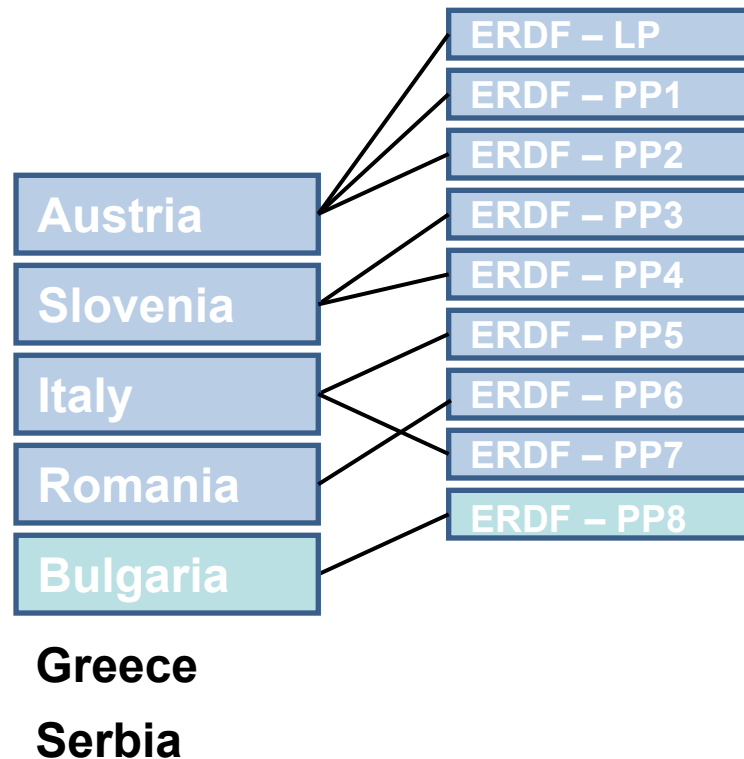 ERDF – LP
ERDF – PP1
ERDF – PP2
ERDF – PP3
ERDF – PP4
ERDF – PP5
ERDF – PP6
ERDF – PP7
ERDF – PP8
Austria
Slovenia
Italy
Romania
Bulgaria
Greece
Serbia